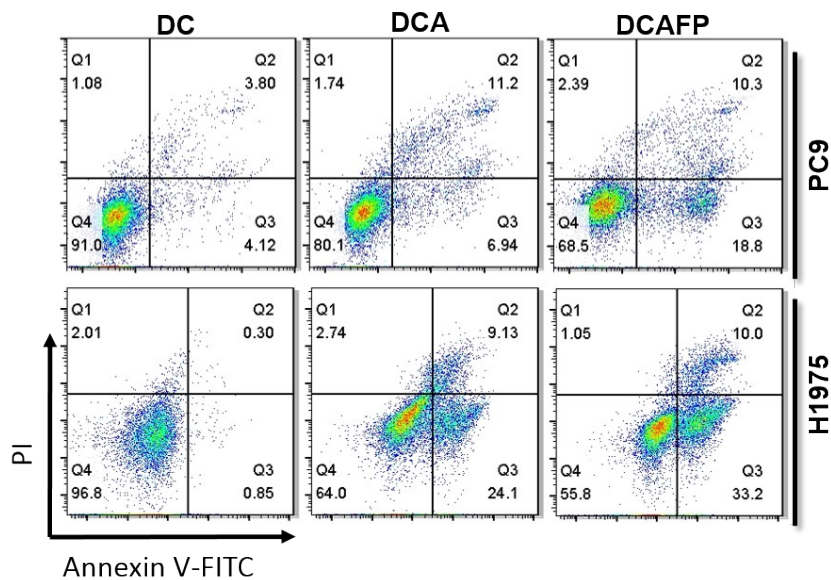 DC DCA DCAFP
Q1 Q2 Q1 Q2 Q1 Q2
1.08 3.80 1.74 11.2 2.39 10.3
Q4 Q3 Q4 Q3 Q4 Q3
91.0 4.12 80.1 6.94 68.5 18.8
PC9
Q1 Q2 Q1 Q2 Q1 Q2
2.01 0.30 2.74 9.13 1.05 10.0
Q4 Q3 Q4 Q3 Q4 Q3
96.8 0.85 64.0 24.1 55.8 33.2
H1975
PI
Annexin V-FITC